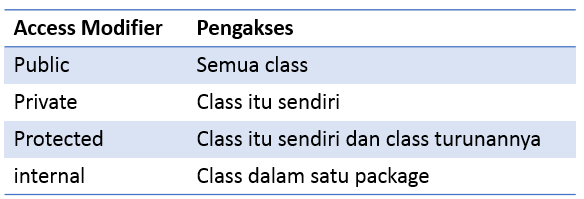 Access Modifier Pengakses
Public Semua class
Private Class itu sendiri
Protected Class itu sendiri dan class turunannya
internal Class dalam satu package